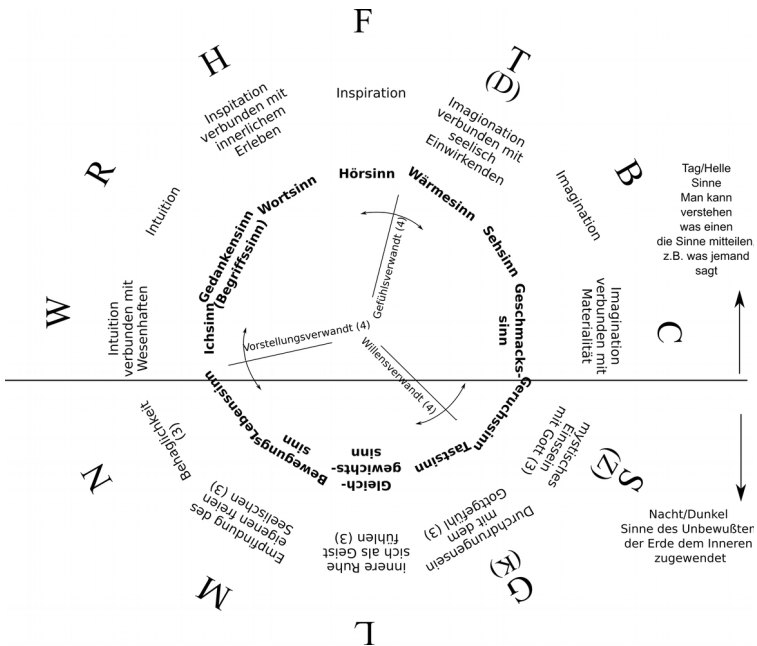 F
T
(D)
B
C
S
(Z)
G
(K)
L
M
N
W
R
H
Inspiration
Imagionation
verbunden mit
seelisch
Einwirkenden
Imagination
Imagination
verbunden mit
Materialität
mystisches
Einssein
mit Gott (3)
Durchdrungensein
mit dem
Gottgefühl (3)
innere Ruhe
sich als Geist
fühlen (3)
Empfindung des
eigenen freien
Seelischen (3)
Behaglichkeit
(3)
Intuition
verbunden mit
Wesenhaften
Intuition
Inspitation
verbunden mit
innerlichem
Erleben
Hörsinn
Wärmesinn
Sehsinn
Geschmacks-
sinn
Geruchssinn
Tastsinn
Gleich-
gewichts-
sinn
Bewegungs-
sinn
Lebenssinn
Ichsinn
Gedankensinn
(Begriffssinn)
Wortsinn
Gefühlsverwandt (4)
Vorstellungsverwandt (4)
Willensverwandt (4)
Tag/Helle
Sinne
Man kann
verstehen
was einen
die Sinne mitteilen
z.B. was jemand
sagt
Nacht/Dunkel
Sinne des Unbewußten
der Erde dem Inneren
zugewendet